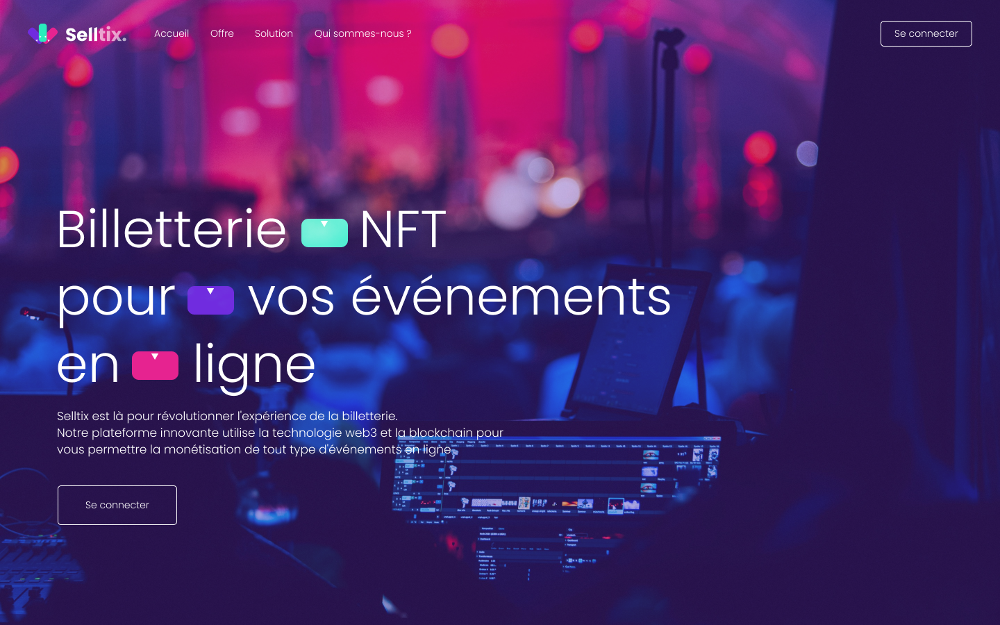 Selltix.
Accueil
Offre
Solution
Qui sommes-nous ?
Se connecter
Billetterie NFT
pour vos événements
en ligne
Selltix est là pour révolutionner l'expérience de la billetterie.
Notre plateforme innovante utilise la technologie web3 et la blockchain pour
vous permettre la monétisation de tout type d'événements en ligne.
Se connecter